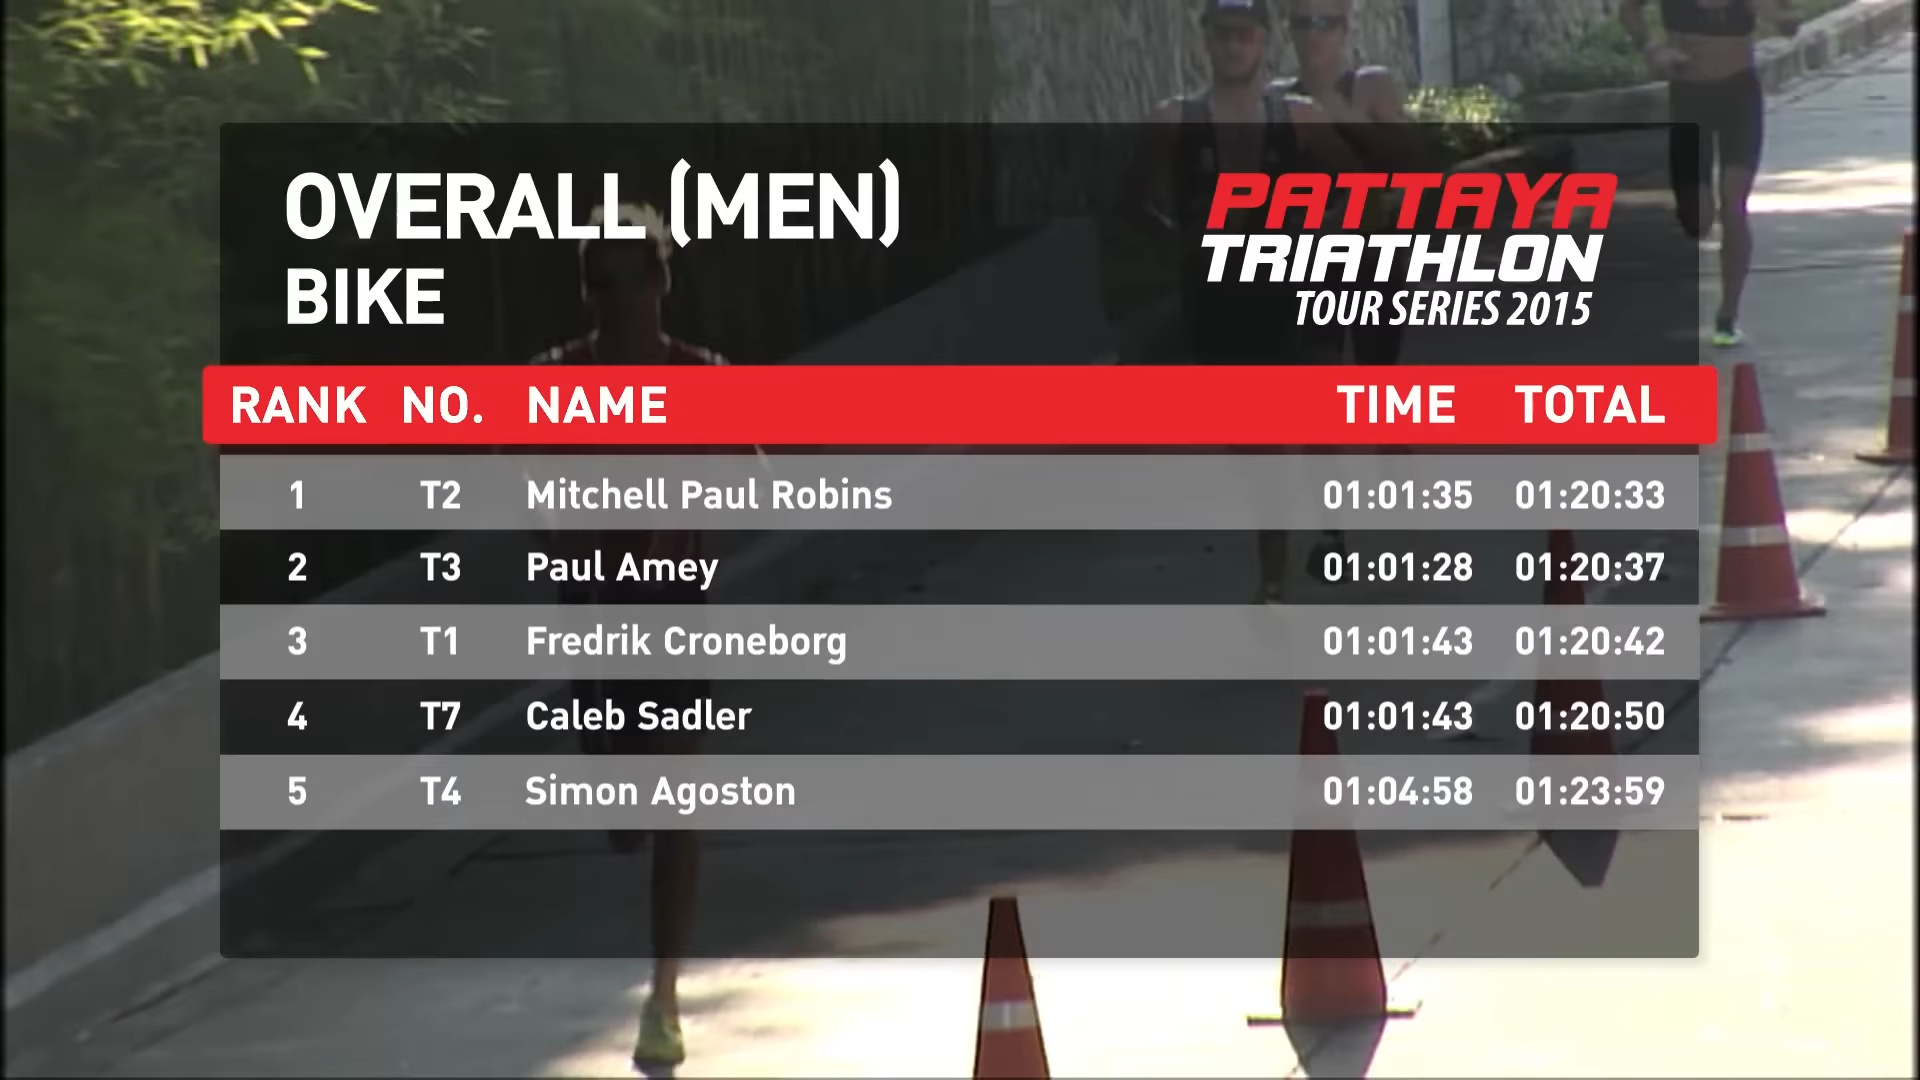 OVERALL (MEN)
BIKE
PATTAYA
TRIATHLON
TOUR SERIES 2015
RANK NO. NAME TIME TOTAL
1 T2 Mitchell Paul Robins 01:01:35 01:20:33
2 T3 Paul Amey 01:01:28 01:20:37
3 T1 Fredrik Croneborg 01:01:43 01:20:42
4 T7 Caleb Sadler 01:01:43 01:20:50
5 T4 Simon Agoston 01:04:58 01:23:59